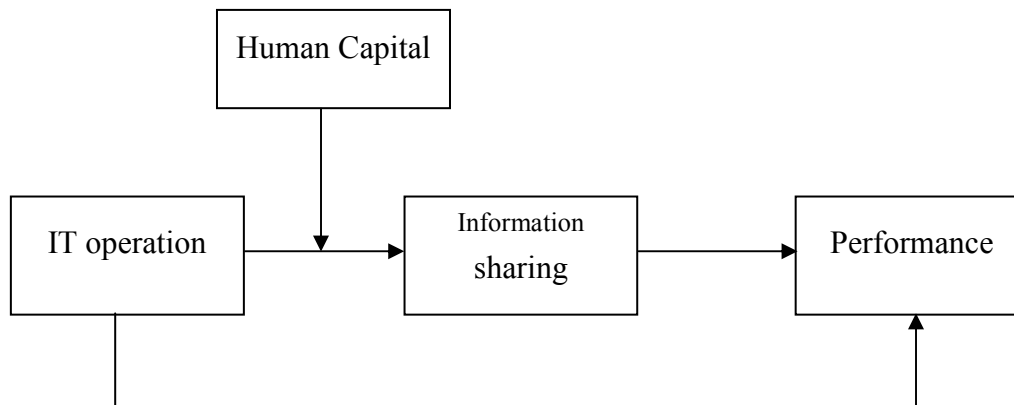 Human Capital
IT operation
Information
sharing
Performance